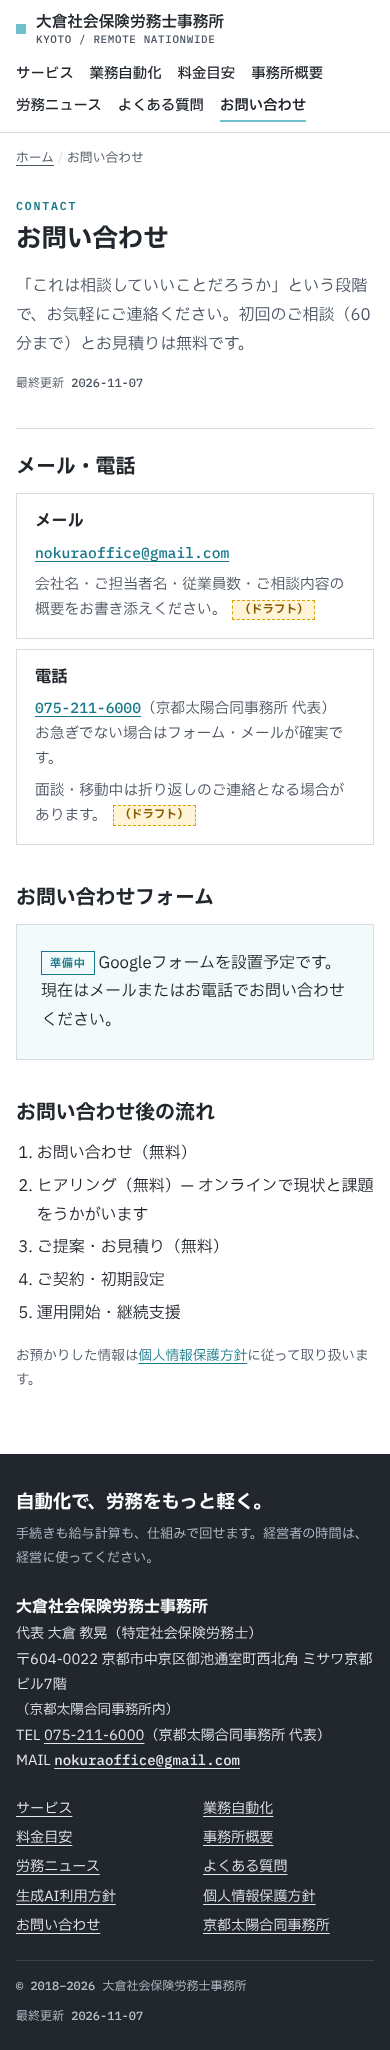 大倉社会保険労務士事務所
KYOTO / REMOTE NATIONWIDE
サービス 業務自動化 料金目安 事務所概要
労務ニュース よくある質問 お問い合わせ
ホーム / お問い合わせ
CONTACT
お問い合わせ
「これは相談していいことだろうか」という段階
で、お気軽にご連絡ください。初回のご相談（60
分まで）とお見積りは無料です。
最終更新 2026-11-07
メール・電話
メール
nokuraoffice@gmail.com
会社名・ご担当者名・従業員数・ご相談内容の
概要をお書き添えください。（ドラフト）
電話
075-211-6000（京都太陽合同事務所 代表）
お急ぎでない場合はフォーム・メールが確実で
す。
面談・移動中は折り返しのご連絡となる場合が
あります。（ドラフト）
お問い合わせフォーム
準備中 Googleフォームを設置予定です。
現在はメールまたはお電話でお問い合わせ
ください。
お問い合わせ後の流れ
1. お問い合わせ（無料）
2. ヒアリング（無料）— オンラインで現状と課題
をうかがいます
3. ご提案・お見積り（無料）
4. ご契約・初期設定
5. 運用開始・継続支援
お預かりした情報は個人情報保護方針に従って取り扱いま
す。
自動化で、労務をもっと軽く。
手続きも給与計算も、仕組みで回せます。経営者の時間は、
経営に使ってください。
大倉社会保険労務士事務所
代表 大倉 教晃（特定社会保険労務士）
〒604-0022 京都市中京区御池通室町西北角 ミサワ京都
ビル7階
（京都太陽合同事務所内）
TEL 075-211-6000（京都太陽合同事務所 代表）
MAIL nokuraoffice@gmail.com
サービス 業務自動化
料金目安 事務所概要
労務ニュース よくある質問
生成AI利用方針 個人情報保護方針
お問い合わせ 京都太陽合同事務所
© 2018–2026 大倉社会保険労務士事務所
最終更新 2026-11-07